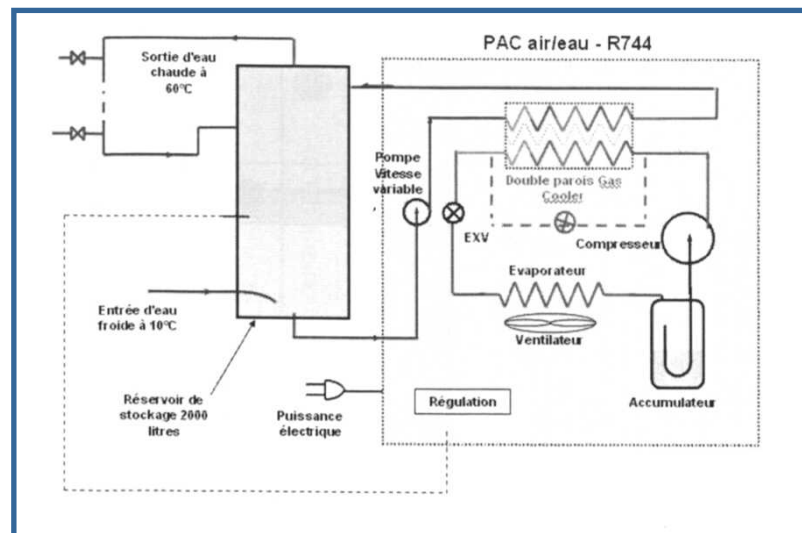 PAC air/eau - R744
Sortie d'eau
chaude à
60°C
Pompe
Vitesse
variable
Double parois Gas
Cooler
EXV
Compresseur
Evaporateur
Ventilateur
Entrée d'eau
froide à 10°C
Réservoir de
stockage 2000
litres
Puissance
électrique
Régulation
Accumulateur